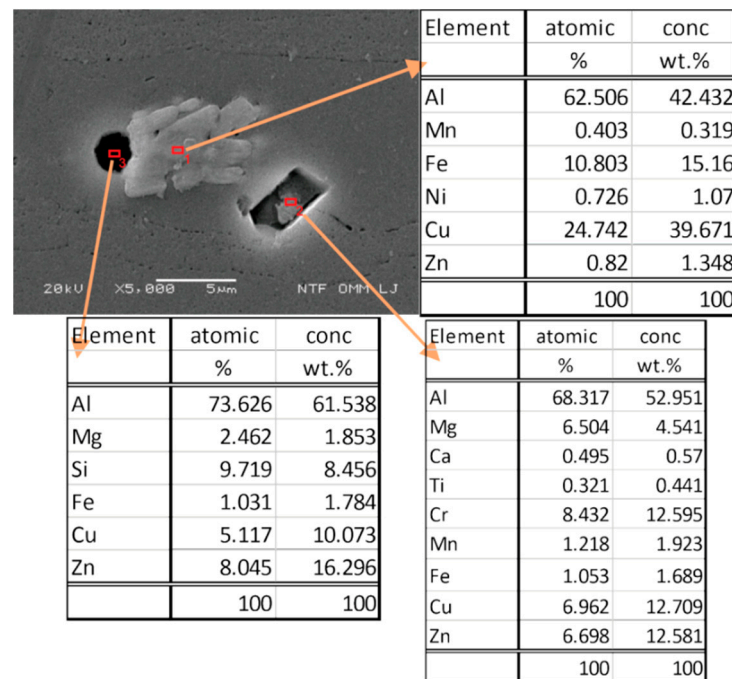 3
1
2
20kU X5,000 5µm NTF OMM LJ
Element atomic conc
% wt.%
Al 62.506 42.432
Mn 0.403 0.319
Fe 10.803 15.16
Ni 0.726 1.07
Cu 24.742 39.671
Zn 0.82 1.348
100 100
Element atomic conc
% wt.%
Al 73.626 61.538
Mg 2.462 1.853
Si 9.719 8.456
Fe 1.031 1.784
Cu 5.117 10.073
Zn 8.045 16.296
100 100
Element atomic conc
% wt.%
Al 68.317 52.951
Mg 6.504 4.541
Ca 0.495 0.57
Ti 0.321 0.441
Cr 8.432 12.595
Mn 1.218 1.923
Fe 1.053 1.689
Cu 6.962 12.709
Zn 6.698 12.581
100 100